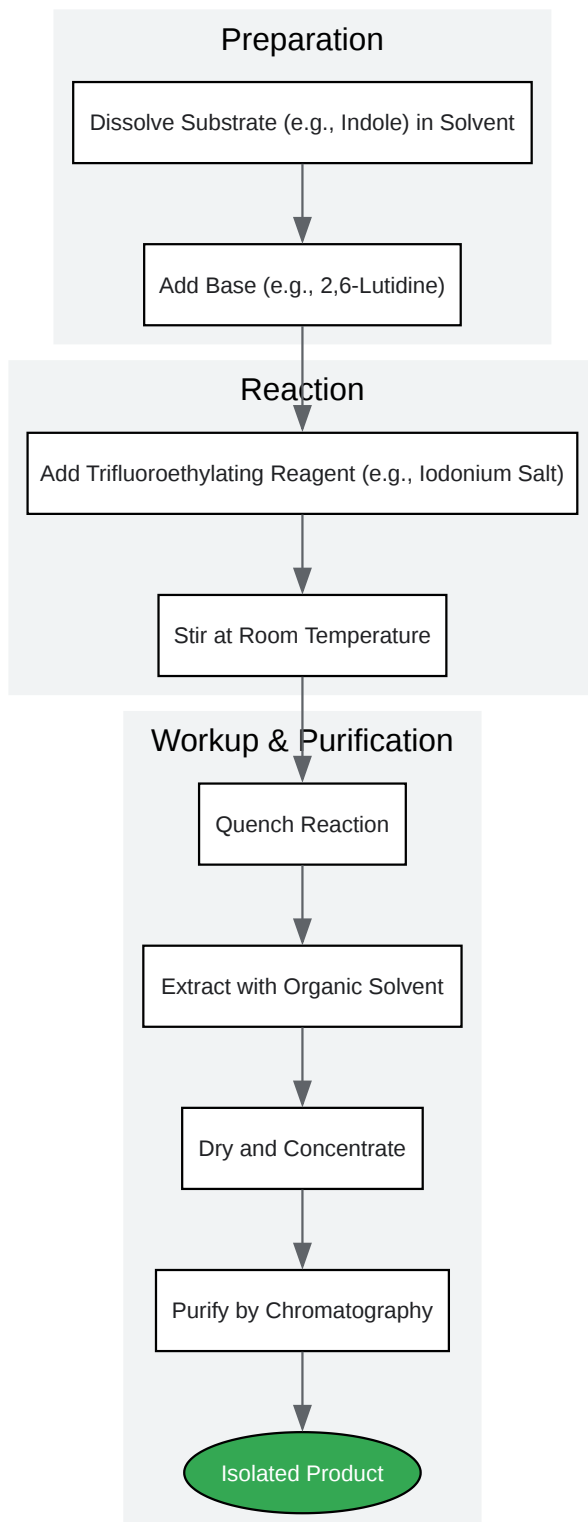 Preparation
Dissolve Substrate (e.g., Indole) in Solvent
Add Base (e.g., 2,6-Lutidine)
Reaction
Add Trifluoroethylating Reagent (e.g., Iodonium Salt)
Stir at Room Temperature
Workup & Purification
Quench Reaction
Extract with Organic Solvent
Dry and Concentrate
Purify by Chromatography
Isolated Product